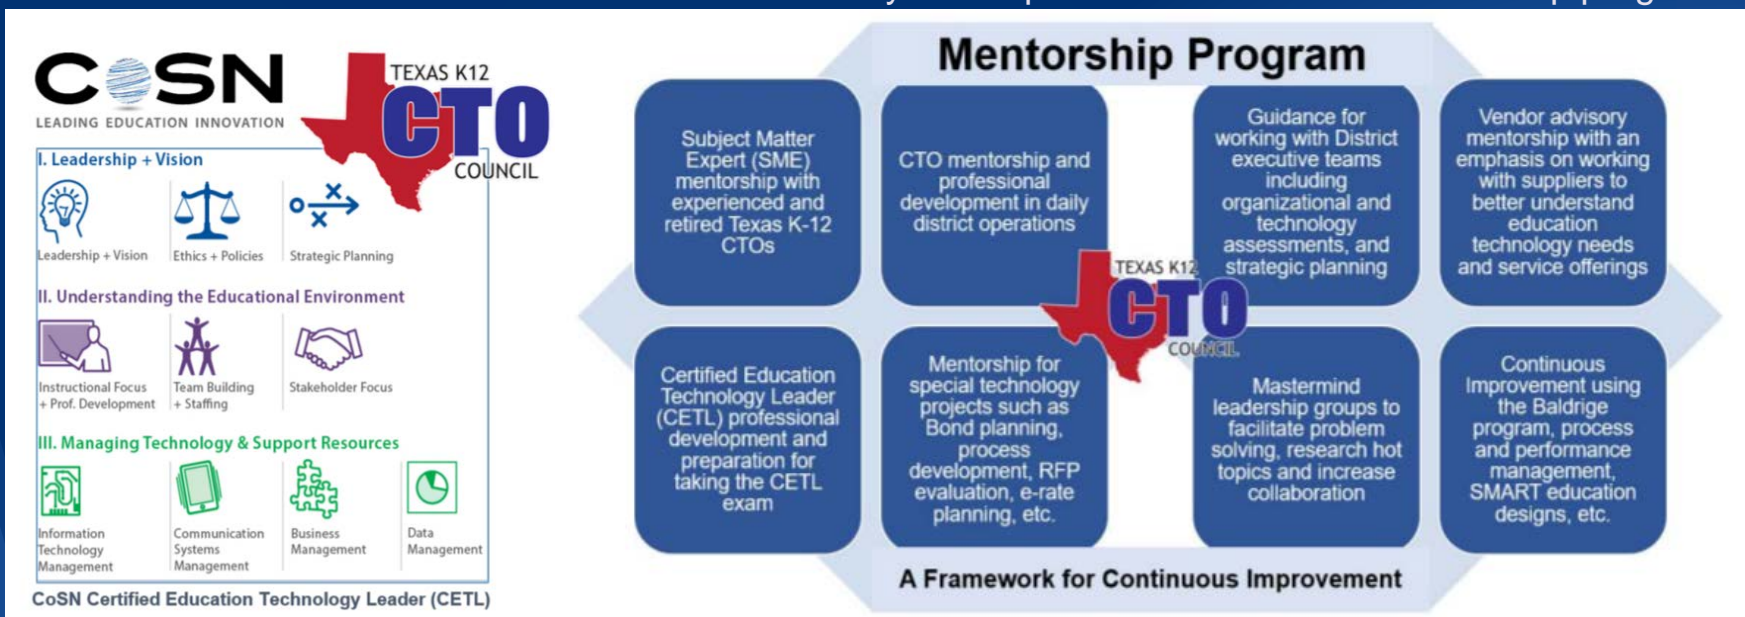 CoSN
LEADING EDUCATION INNOVATION
TEXAS K12
CTO
COUNCIL
I. Leadership + Vision
Leadership + Vision
Ethics + Policies
Strategic Planning
II. Understanding the Educational Environment
Instructional Focus
+ Prof. Development
Team Building
+ Staffing
Stakeholder Focus
III. Managing Technology & Support Resources
Information
Technology
Management
Communication
Systems
Management
Business
Management
Data
Management
CoSN Certified Education Technology Leader (CETL)
Mentorship Program
Subject Matter
Expert (SME)
mentorship with
experienced and
retired Texas K-12
CTOs
CTO mentorship and
professional
development in daily
district operations
Guidance for
working with District
executive teams
including
organizational and
technology
assessments, and
strategic planning
Vendor advisory
mentorship with an
emphasis on working
with suppliers to
better understand
education
technology needs
and service offerings
TEXAS K12
CTO
COUNCIL
Certified Education
Technology Leader
(CETL) professional
development and
preparation for
taking the CETL
exam
Mentorship for
special technology
projects such as
Bond planning,
process
development, RFP
evaluation, e-rate
planning, etc.
Mastermind
leadership groups to
facilitate problem
solving, research hot
topics and increase
collaboration
Continuous
Improvement using
the Baldrige
program, process
and performance
management,
SMART education
designs, etc.
A Framework for Continuous Improvement